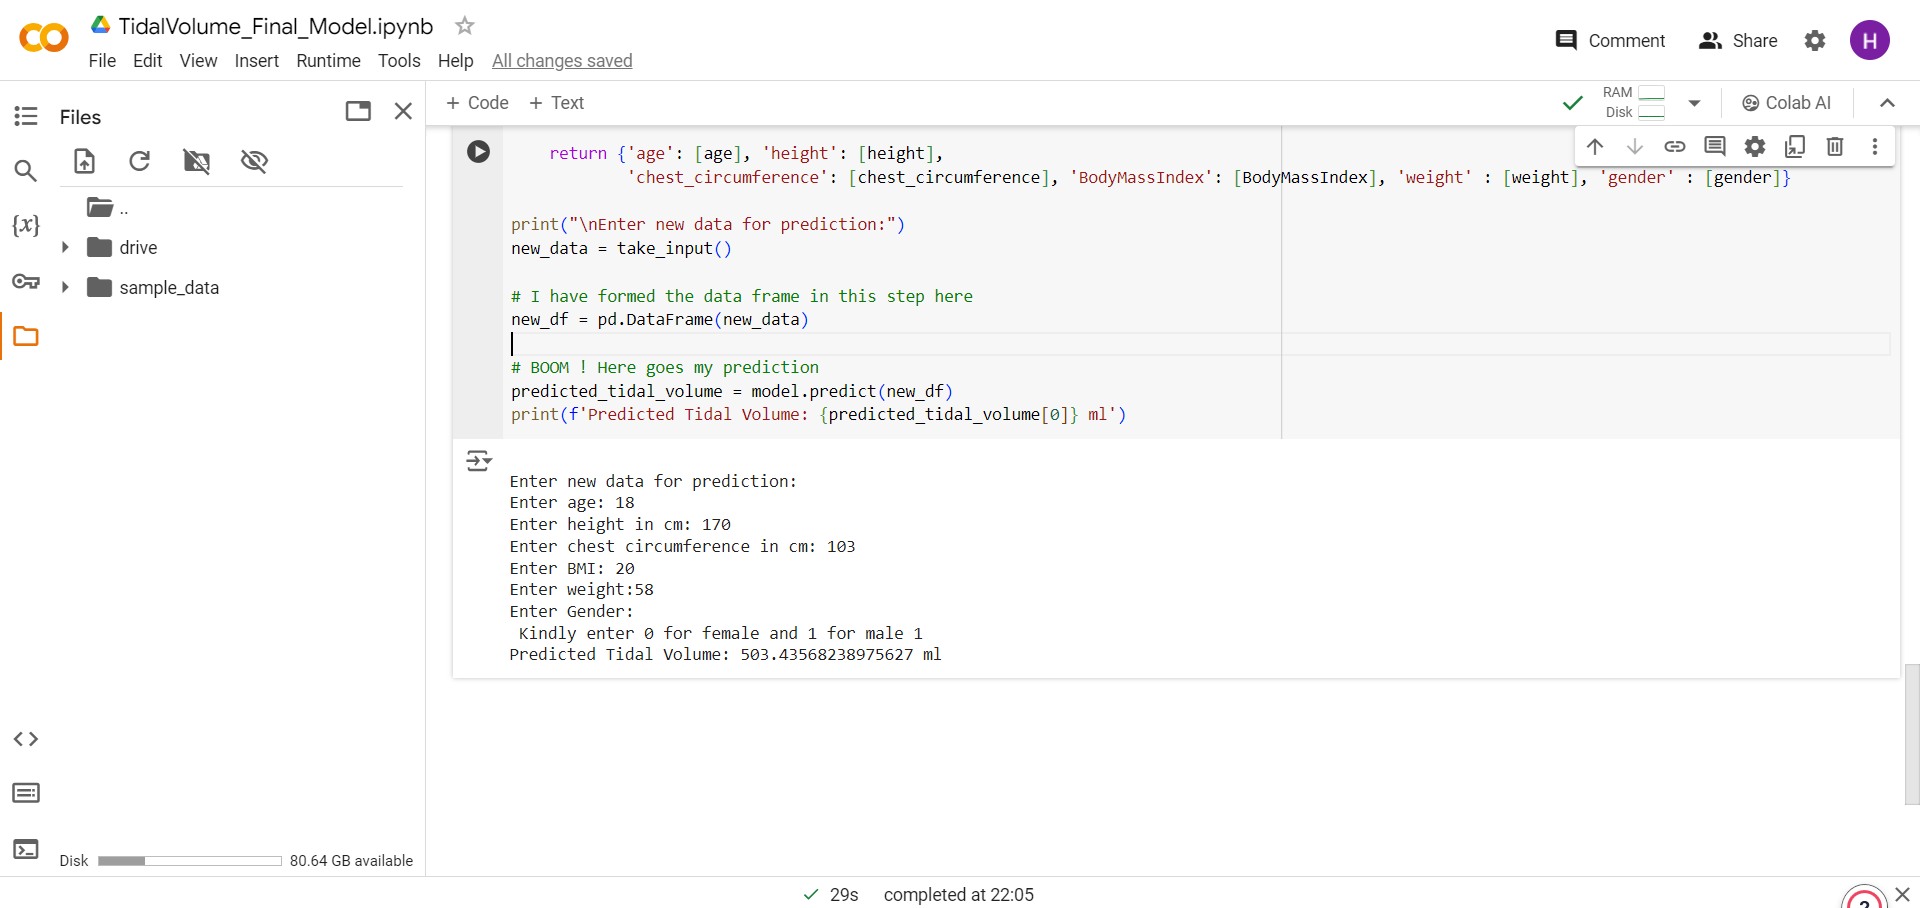 TidalVolume_Final_Model.ipynb
File Edit View Insert Runtime Tools Help All changes saved
Comment Share H
Files
+ Code + Text
RAM
Disk
Colab AI
{x}
..
drive
sample_data
return {'age': [age], 'height': [height],
'chest_circumference': [chest_circumference], 'BodyMassIndex': [BodyMassIndex], 'weight' : [weight], 'gender' : [gender]}
print("\nEnter new data for prediction:")
new_data = take_input()
# I have formed the data frame in this step here
new_df = pd.DataFrame(new_data)
# BOOM ! Here goes my prediction
predicted_tidal_volume = model.predict(new_df)
print(f'Predicted Tidal Volume: {predicted_tidal_volume[0]} ml')
Enter new data for prediction:
Enter age: 18
Enter height in cm: 170
Enter chest circumference in cm: 103
Enter BMI: 20
Enter weight:58
Enter Gender:
Kindly enter 0 for female and 1 for male 1
Predicted Tidal Volume: 503.43568238975627 ml
Disk 80.64 GB available
29s completed at 22:05